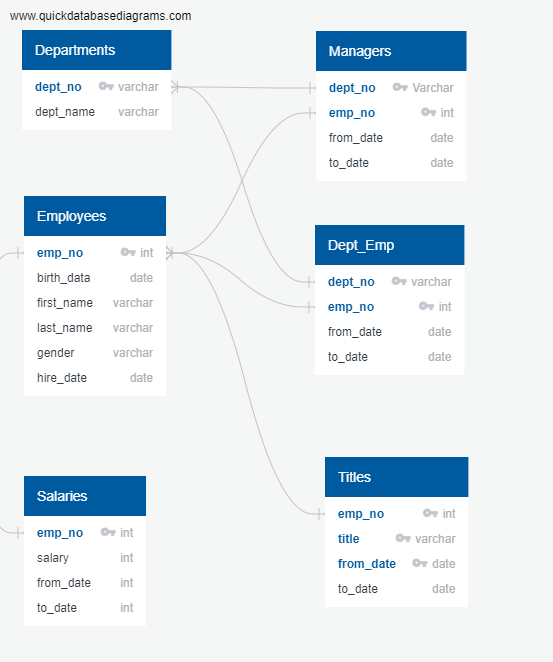 www.quickdatabasediagrams.com
Departments
dept_no varchar
dept_name varchar
Managers
dept_no Varchar
emp_no int
from_date date
to_date date
Employees
emp_no int
birth_data date
first_name varchar
last_name varchar
gender varchar
hire_date date
Dept_Emp
dept_no varchar
emp_no int
from_date date
to_date date
Salaries
emp_no int
salary int
from_date int
to_date int
Titles
emp_no int
title varchar
from_date date
to_date date